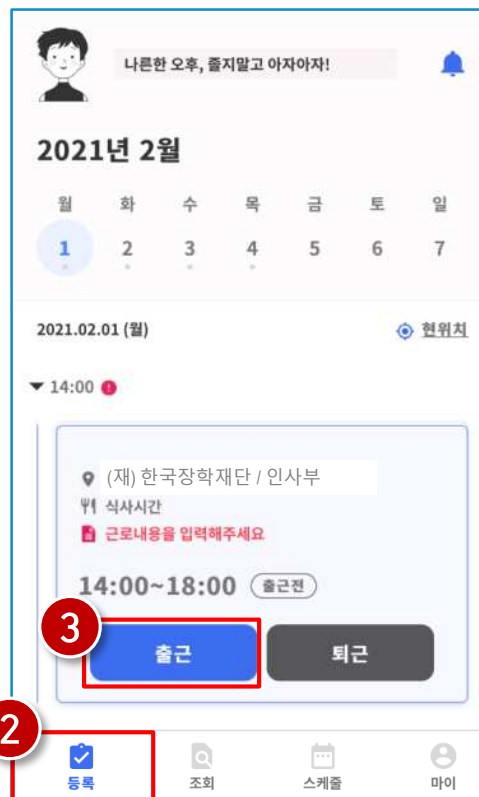 나른한 오후, 졸지말고 아자아자!
2021년 2월
월 화 수 목 금 토 일
1 2 3 4 5 6 7
2021.02.01 (월) 현위치
14:00
(재) 한국장학재단 / 인사부
식사시간
근로내용을 입력해주세요
14:00~18:00 출근전
3
출근 퇴근
2
등록 조회 스케줄 마이